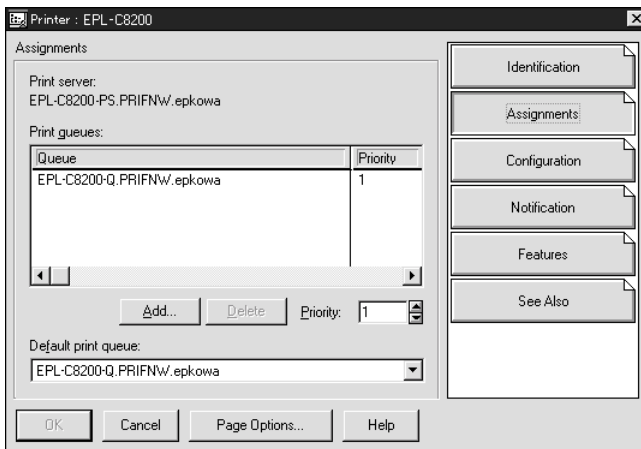 Printer : EPL-C8200
Assignments
Print server:
EPL-C8200-PS.PRIFNW.epkowa
Print queues:
Queue Priority
EPL-C8200-Q.PRIFNW.epkowa 1
Add... Delete Priority: 1
Default print queue:
EPL-C8200-Q.PRIFNW.epkowa
OK Cancel Page Options... Help
Identification
Assignments
Configuration
Notification
Features
See Also